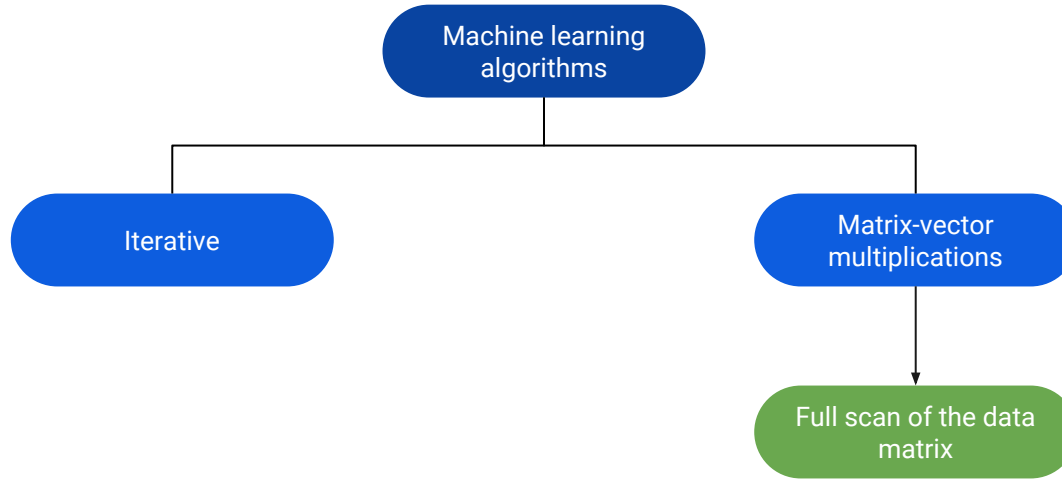 Machine learning
algorithms
Iterative
Matrix-vector
multiplications
Full scan of the data
matrix